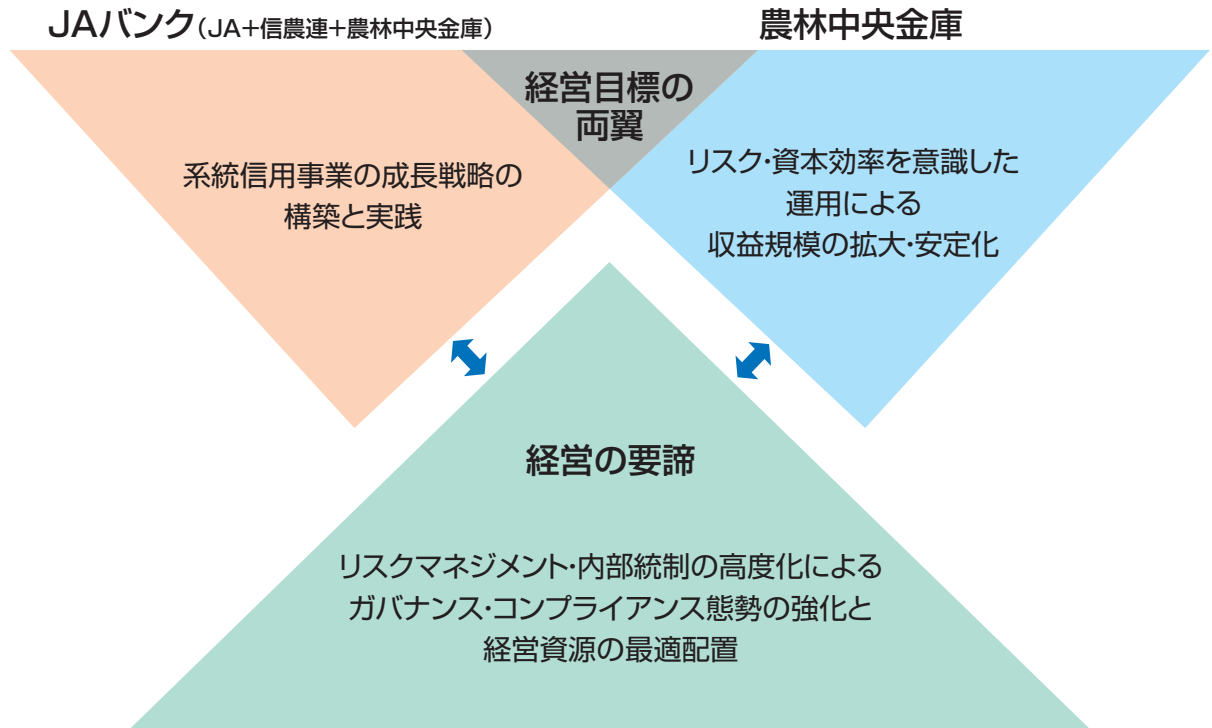 JAバンク(JA+信農連+農林中央金庫)
農林中央金庫
経営目標の
両翼
系統信用事業の成長戦略の
構築と実践
リスク・資本効率を意識した
運用による
収益規模の拡大・安定化
経営の要諦
リスクマネジメント・内部統制の高度化による
ガバナンス・コンプライアンス態勢の強化と
経営資源の最適配置